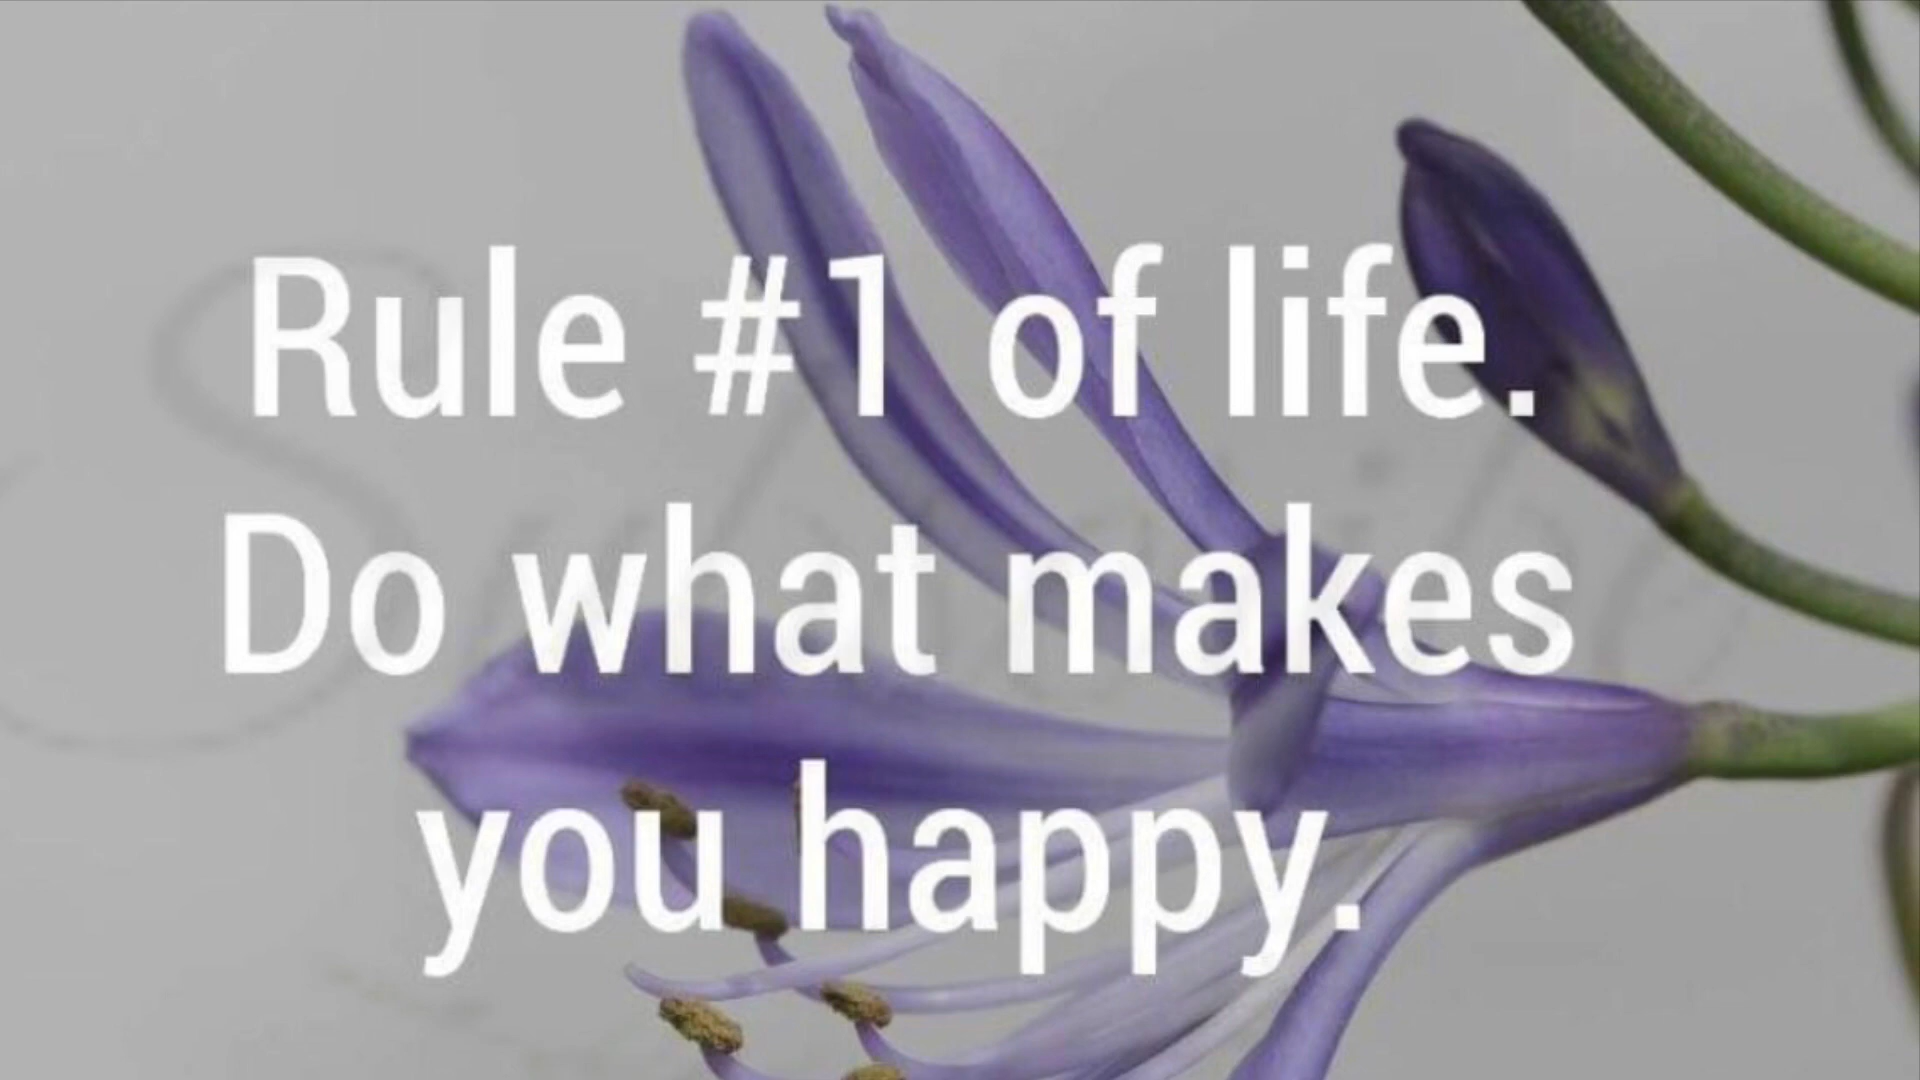 Rule #1 of life.
Do what makes
you happy.